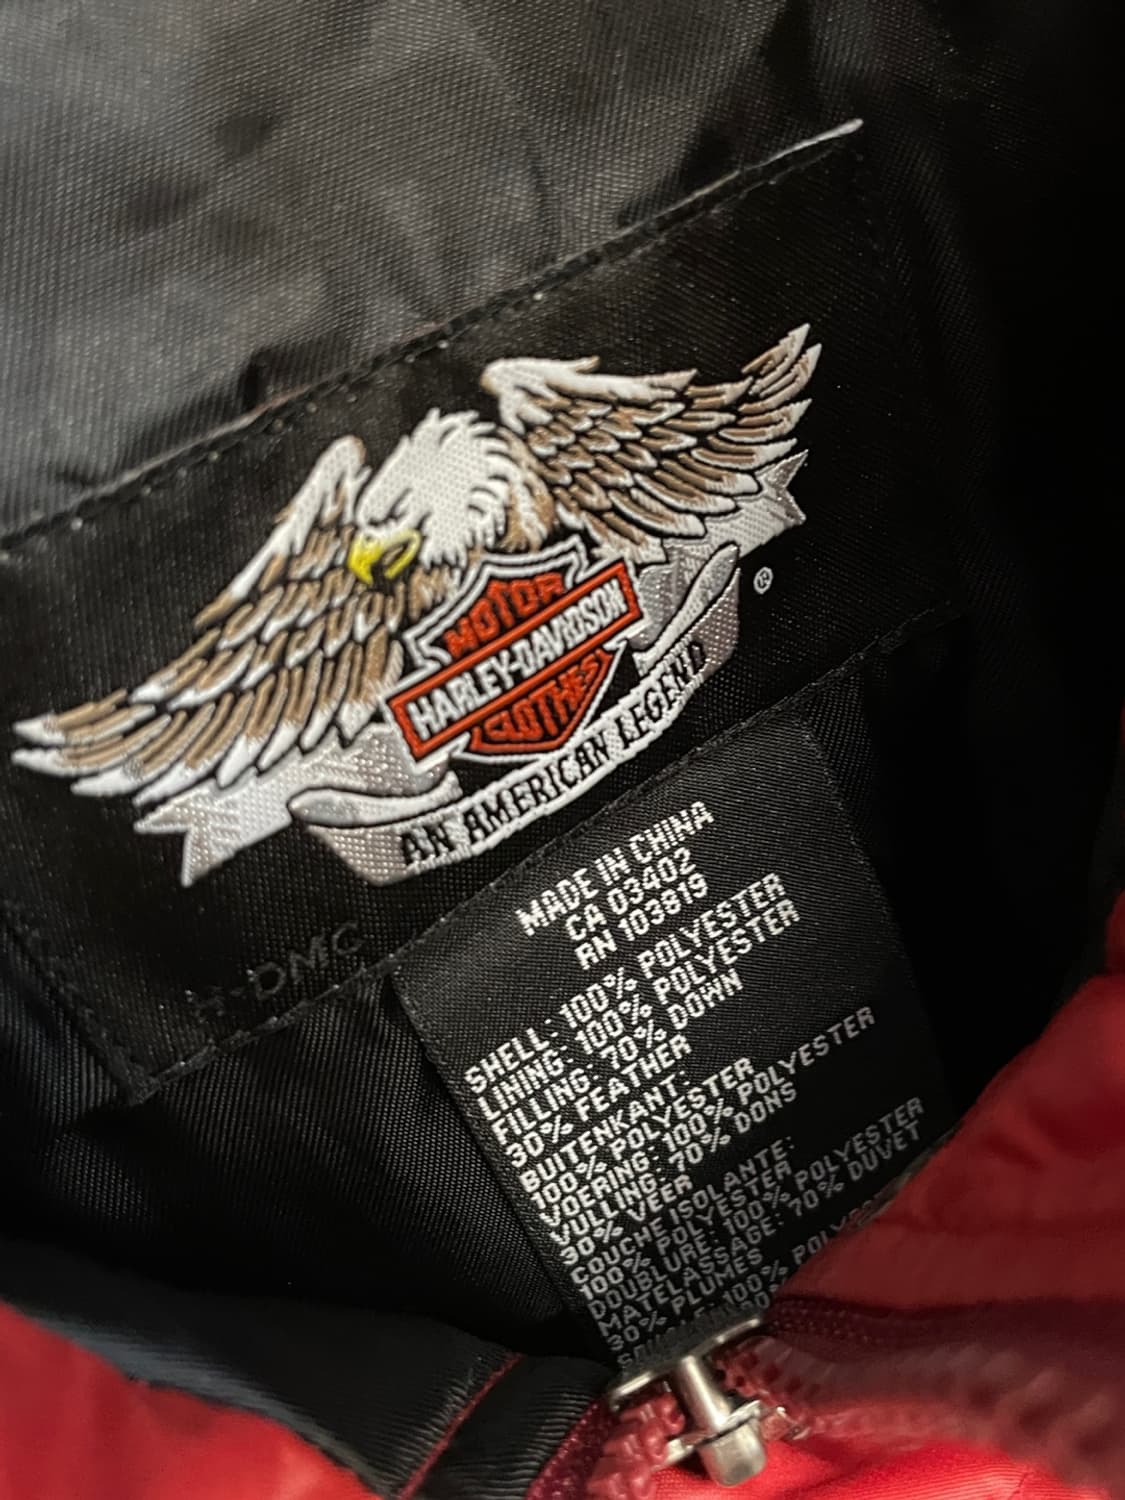 MOTOR
HARLEY-DAVIDSON
CLOTHES
®
AN AMERICAN LEGEND
H-DMC
MADE IN CHINA
CA 03402
RN 103819
SHELL: 100% POLYESTER
LINING: 100% POLYESTER
FILLING: 70% DOWN
30% FEATHER
BUITENKANT:
100% POLYESTER
VOERING: 100% POLYESTER
VULLING: 70% DONS
30% VEER
COUCHE ISOLANTE:
100% POLYESTER
DOUBLURE: 100% POLYESTER
MATELASSAGE: 70% DUVET
30% PLUMES
100%